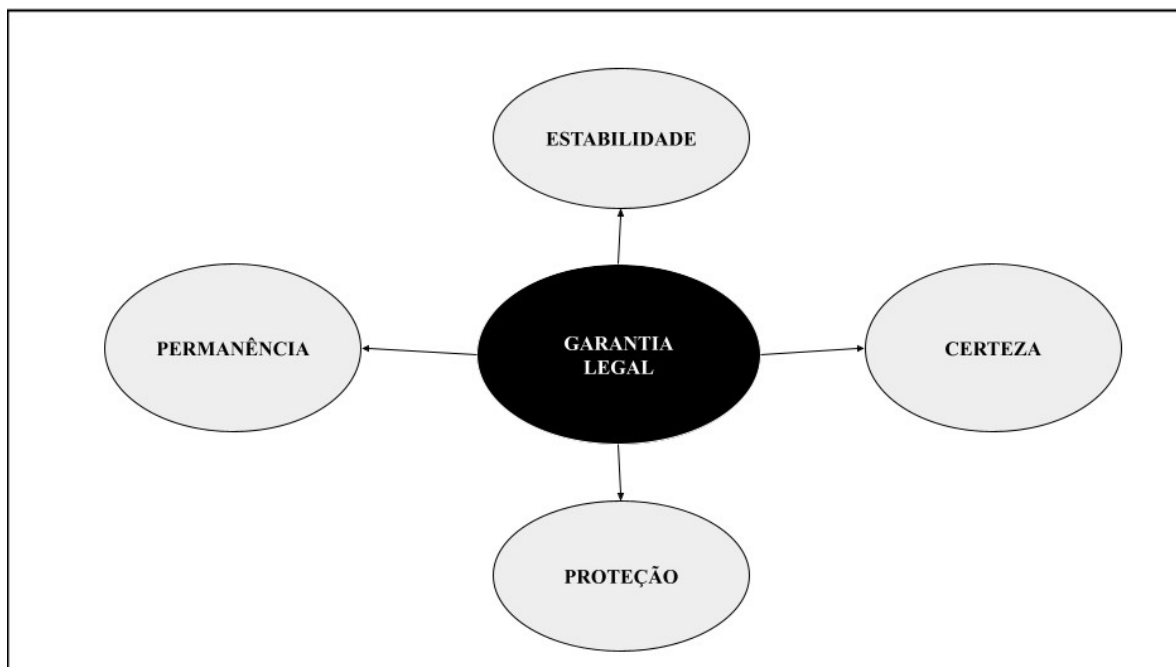 ESTABILIDADE
PERMANÊNCIA
GARANTIA
LEGAL
CERTEZA
PROTEÇÃO